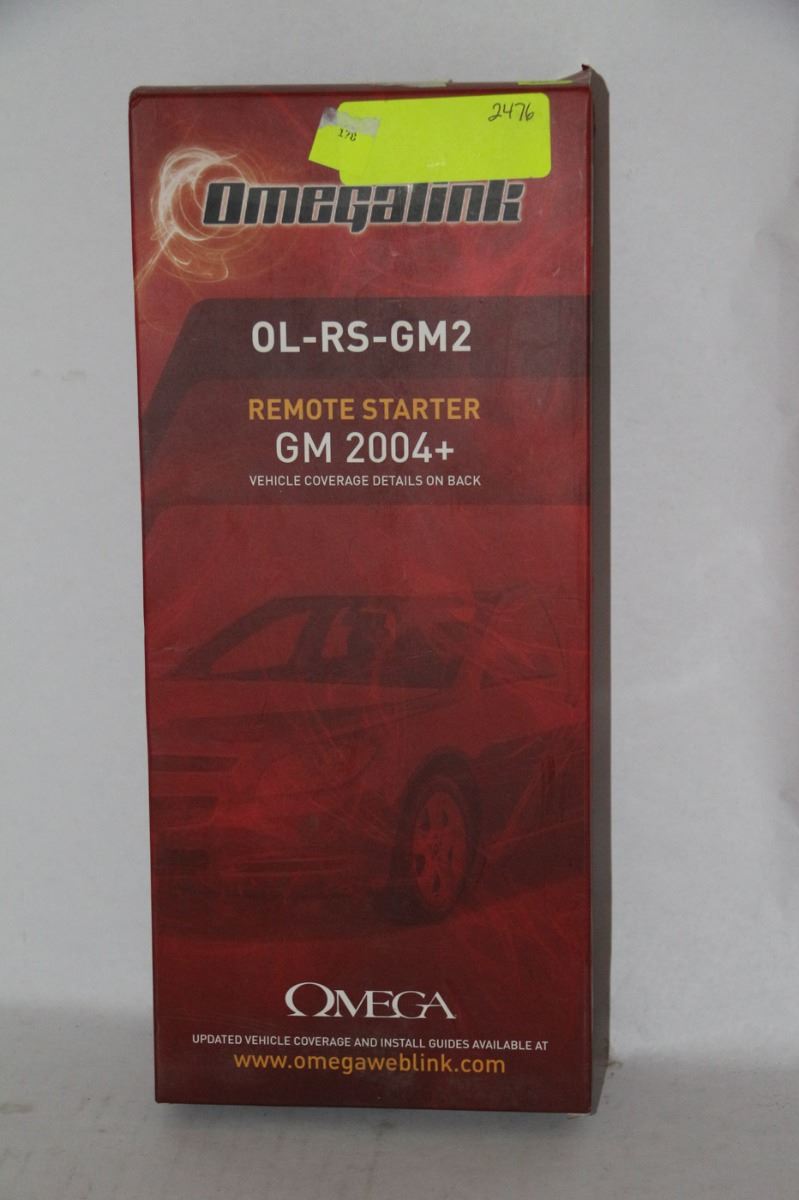 2476
178
Omegalink
OL-RS-GM2
REMOTE STARTER
GM 2004+
VEHICLE COVERAGE DETAILS ON BACK
OMEGA
UPDATED VEHICLE COVERAGE AND INSTALL GUIDES AVAILABLE AT
www.omegaweblink.com